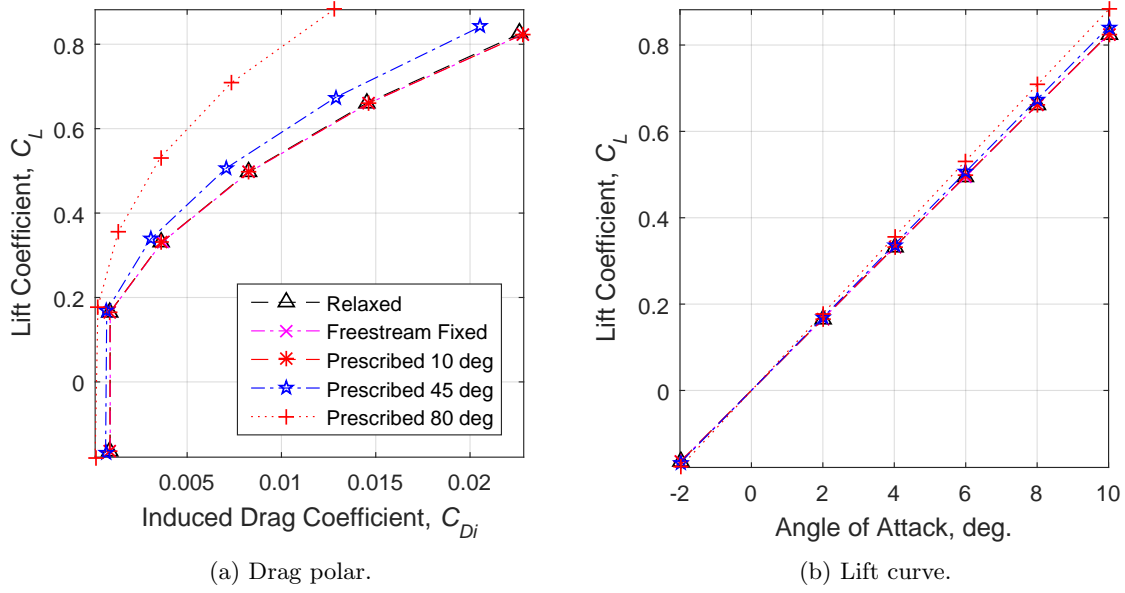 0.8
0.6
0.4
0.2
0
Lift Coefficient, C_L
0.005
0.01
0.015
0.02
Induced Drag Coefficient, C_Di
Relaxed
Freestream Fixed
Prescribed 10 deg
Prescribed 45 deg
Prescribed 80 deg
(a) Drag polar.
0.8
0.6
0.4
0.2
0
Lift Coefficient, C_L
-2
0
2
4
6
8
10
Angle of Attack, deg.
(b) Lift curve.